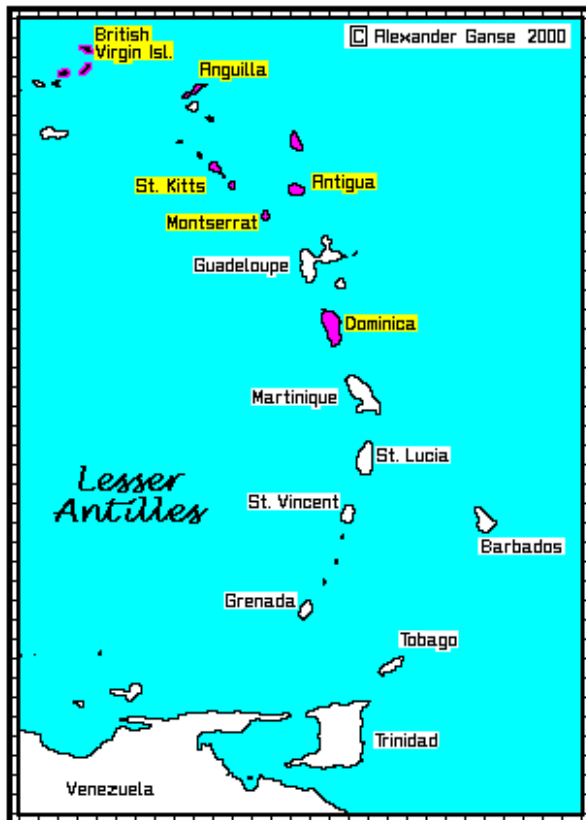 British
Virgin Isl.
© Alexander Ganse 2000
Anguilla
St. Kitts
Antigua
Montserrat
Guadeloupe
Dominica
Martinique
St. Lucia
Lesser
Antilles
St. Vincent
Barbados
Grenada
Tobago
Trinidad
Venezuela